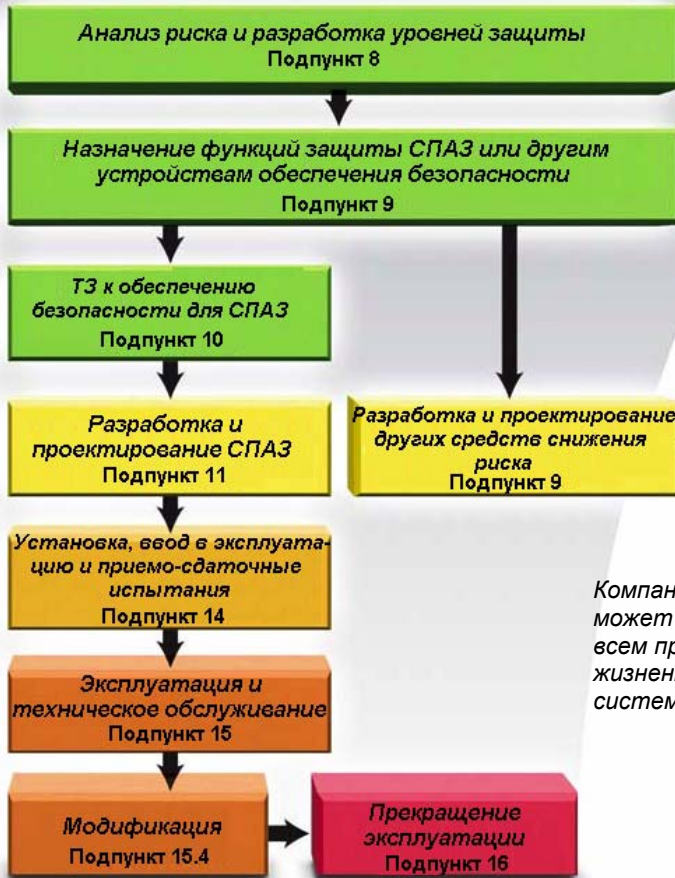 Анализ риска и разработка уровней защиты
Подпункт 8
Назначение функций защиты СПАЗ или другим
устройствам обеспечения безопасности
Подпункт 9
ТЗ к обеспечению
безопасности для СПАЗ
Подпункт 10
Разработка и
проектирование СПАЗ
Подпункт 11
Разработка и проектирование
других средств снижения
риска
Подпункт 9
Установка, ввод в эксплуата-
цию и приемо-сдаточные
испытания
Подпункт 14
Эксплуатация и
техническое обслуживание
Подпункт 15
Модификация
Подпункт 15.4
Прекращение
эксплуатации
Подпункт 16
может
всем